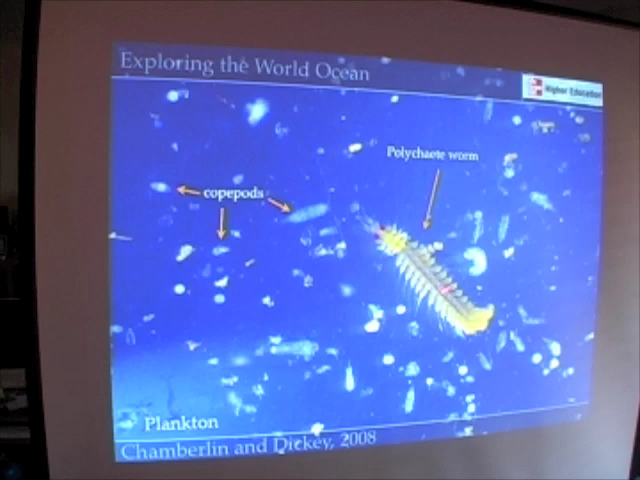 Exploring the World Ocean
Higher Education
Polychaete worm
copepods
Plankton
Chamberlin and Dickey, 2008